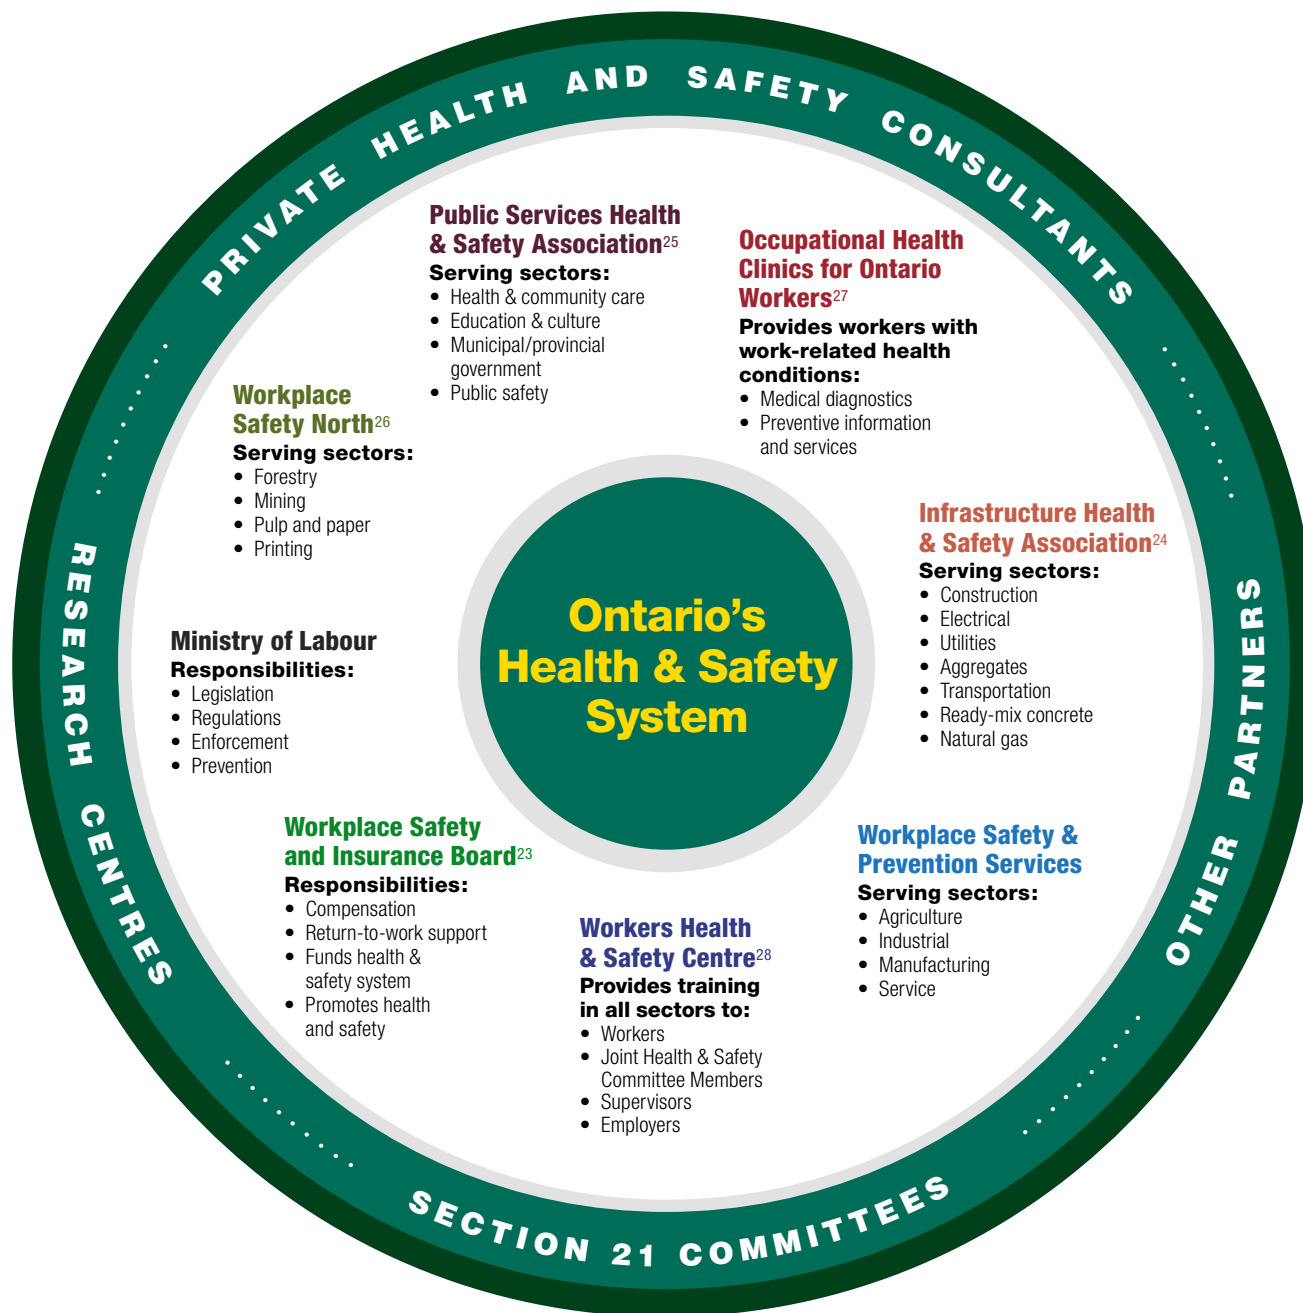 PRIVATE HEALTH AND SAFETY CONSULTANTS
Public Services Health
& Safety Association25
Serving sectors:
• Health & community care
• Education & culture
• Municipal/provincial
government
• Public safety
Occupational Health
Clinics for Ontario
Workers27
Provides workers with
work-related health
conditions:
• Medical diagnostics
• Preventive information
and services
Workplace
Safety North26
Serving sectors:
• Forestry
• Mining
• Pulp and paper
• Printing
Infrastructure Health
& Safety Association24
Serving sectors:
• Construction
• Electrical
• Utilities
• Aggregates
• Transportation
• Ready-mix concrete
• Natural gas
Ontario's
Health & Safety
System
Ministry of Labour
Responsibilities:
• Legislation
• Regulations
• Enforcement
• Prevention
Workplace Safety
and Insurance Board23
Responsibilities:
• Compensation
• Return-to-work support
• Funds health &
safety system
• Promotes health
and safety
Workers Health
& Safety Centre28
Provides training
in all sectors to:
• Workers
• Joint Health & Safety
Committee Members
• Supervisors
• Employers
Workplace Safety &
Prevention Services
Serving sectors:
• Agriculture
• Industrial
• Manufacturing
• Service
RESEARCH CENTRES
OTHER PARTNERS
SECTION 21 COMMITTEES